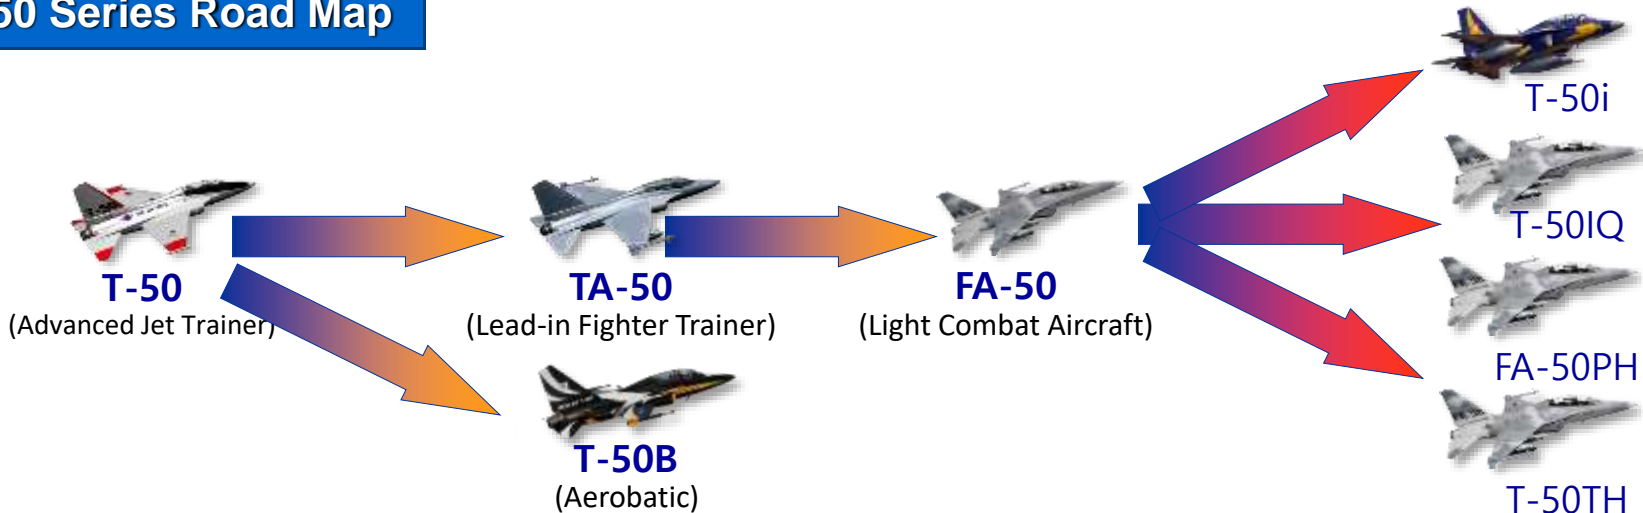 50 Series Road Map
T-50
(Advanced Jet Trainer)
TA-50
(Lead-in Fighter Trainer)
T-50B
(Aerobatic)
FA-50
(Light Combat Aircraft)
T-50i
T-50IQ
FA-50PH
T-50TH